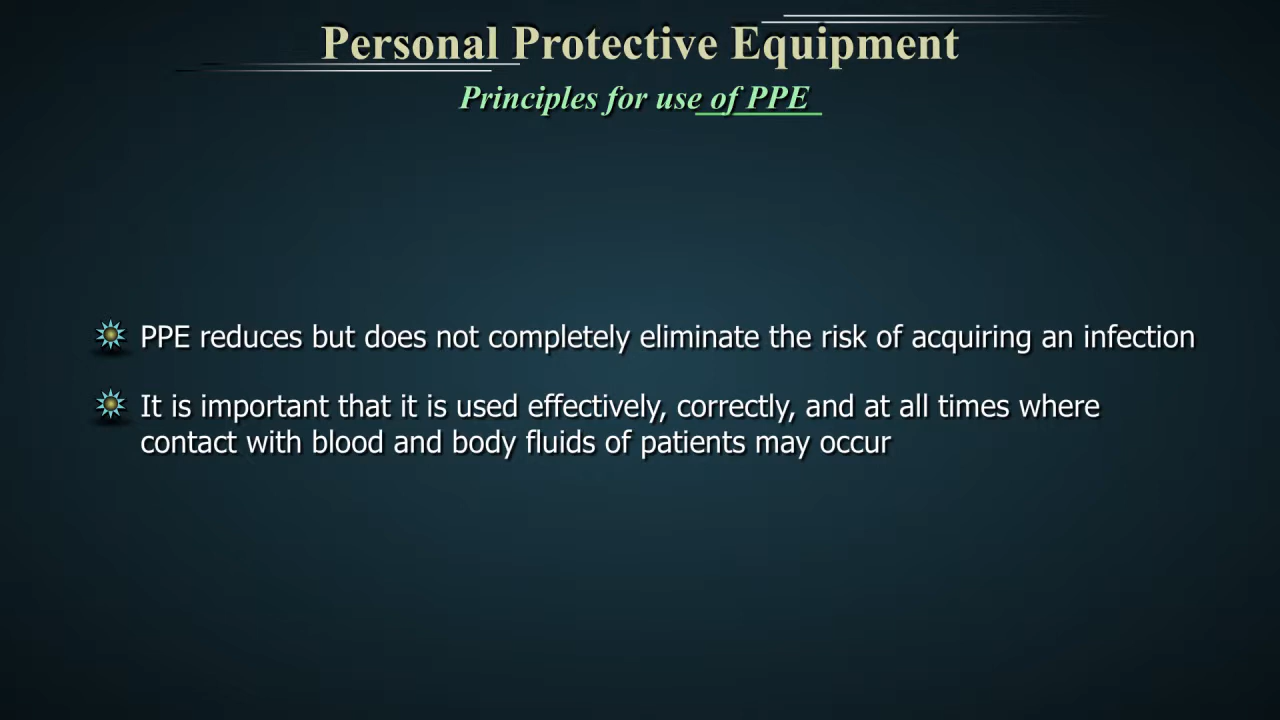 Personal Protective Equipment
Principles for use of PPE
PPE reduces but does not completely eliminate the risk of acquiring an infection
It is important that it is used effectively, correctly, and at all times where
contact with blood and body fluids of patients may occur